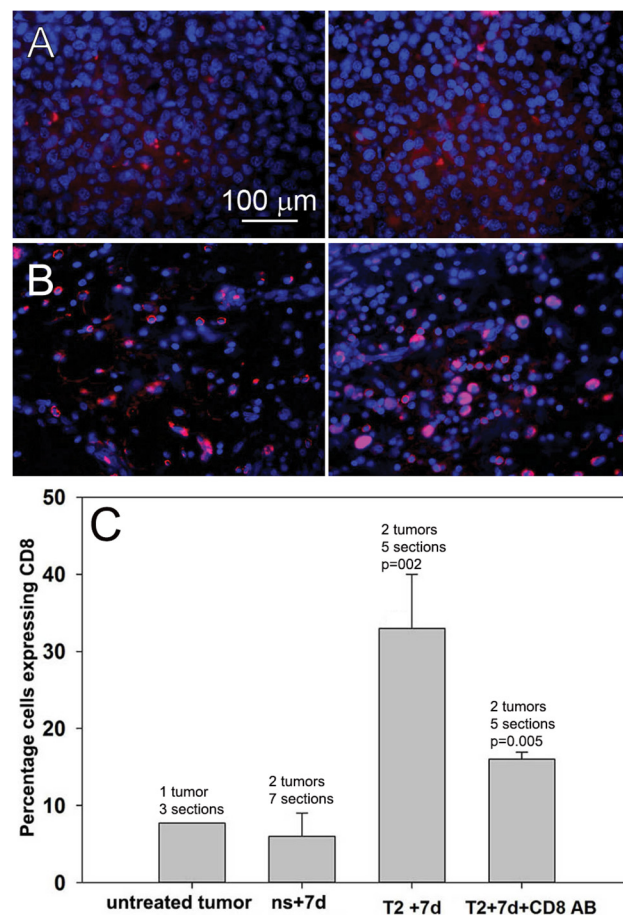 A
100 μm
B
C
Percentage cells expressing CD8
50
40
30
20
10
0
1 tumor
3 sections
2 tumors
7 sections
2 tumors
5 sections
p=002
2 tumors
5 sections
p=0.005
untreated tumor
ns+7d
T2 +7d
T2+7d+CD8 AB